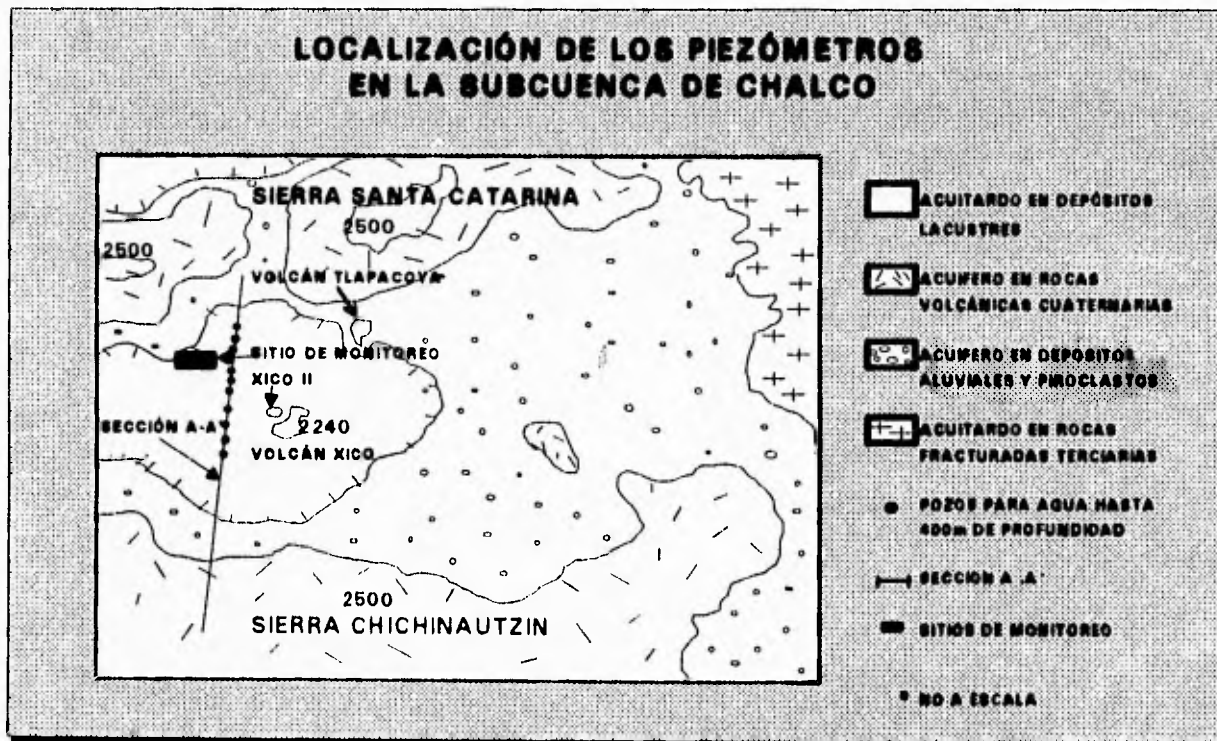 LOCALIZACIÓN DE LOS PIEZÓMETROS
EN LA SUBCUENCA DE CHALCO
SIERRA SANTA CATARINA
2500
2500
VOLCÁN TLAPACOYA
SITIO DE MONITOREO
XICO II
SECCIÓN A-A'
2240
VOLCÁN XICO
2500
SIERRA CHICHINAUTZIN
ACUITARDO EN DEPÓSITOS
LACUSTRES
ACUIFERO EN ROCAS
VOLCÁNICAS CUATERNARIAS
ACUIFERO EN DEPÓSITOS
ALUVIALES Y PIROCLASTOS
ACUITARDO EN ROCAS
FRACTURADAS TERCIARIAS
POZOS PARA AGUA HASTA
400m DE PROFUNDIDAD
SECCION A .A'
SITIOS DE MONITOREO
NO A ESCALA